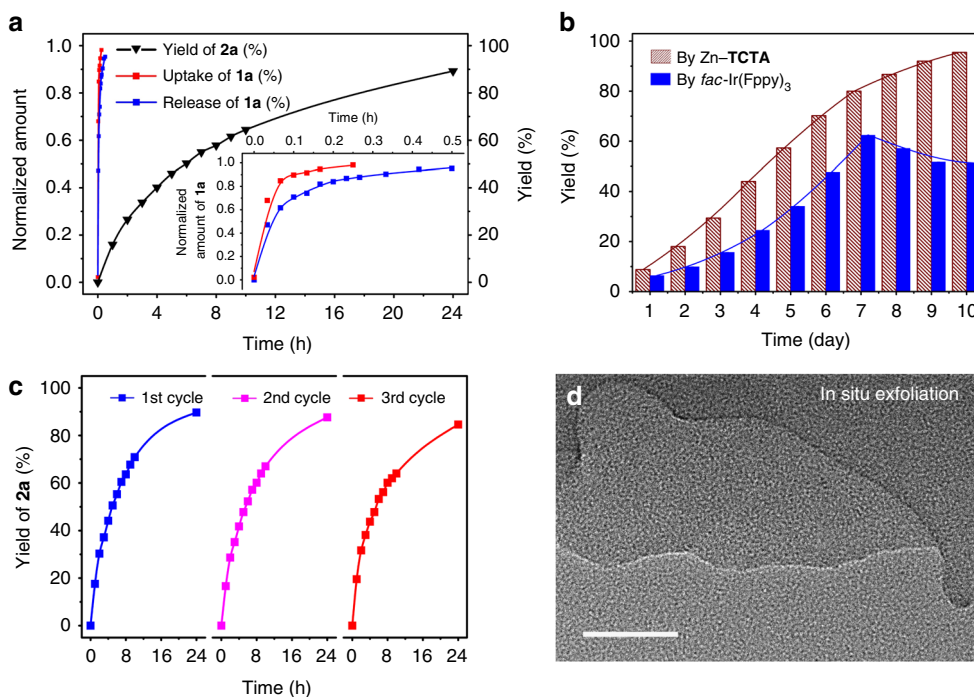 a
Yield of 2a (%)
Uptake of 1a (%)
Release of 1a (%)
Normalized amount
1.0
0.8
0.6
0.4
0.2
0.0
0
4
8
12
16
20
24
Time (h)
Yield (%)
100
80
60
40
20
0
Time (h)
0.0
0.1
0.2
0.3
0.4
0.5
Normalized
amount of 1a
1.0
0.8
0.6
0.4
0.2
0.0
b
By Zn–TCTA
By fac-Ir(Fppy)3
Yield (%)
100
80
60
40
20
0
1 2 3 4 5 6 7 8 9 10
Time (day)
c
1st cycle
2nd cycle
3rd cycle
Yield of 2a (%)
100
80
60
40
20
0
0 8 16 24 0 8 16 24 0 8 16 24
Time (h)
d
In situ exfoliation